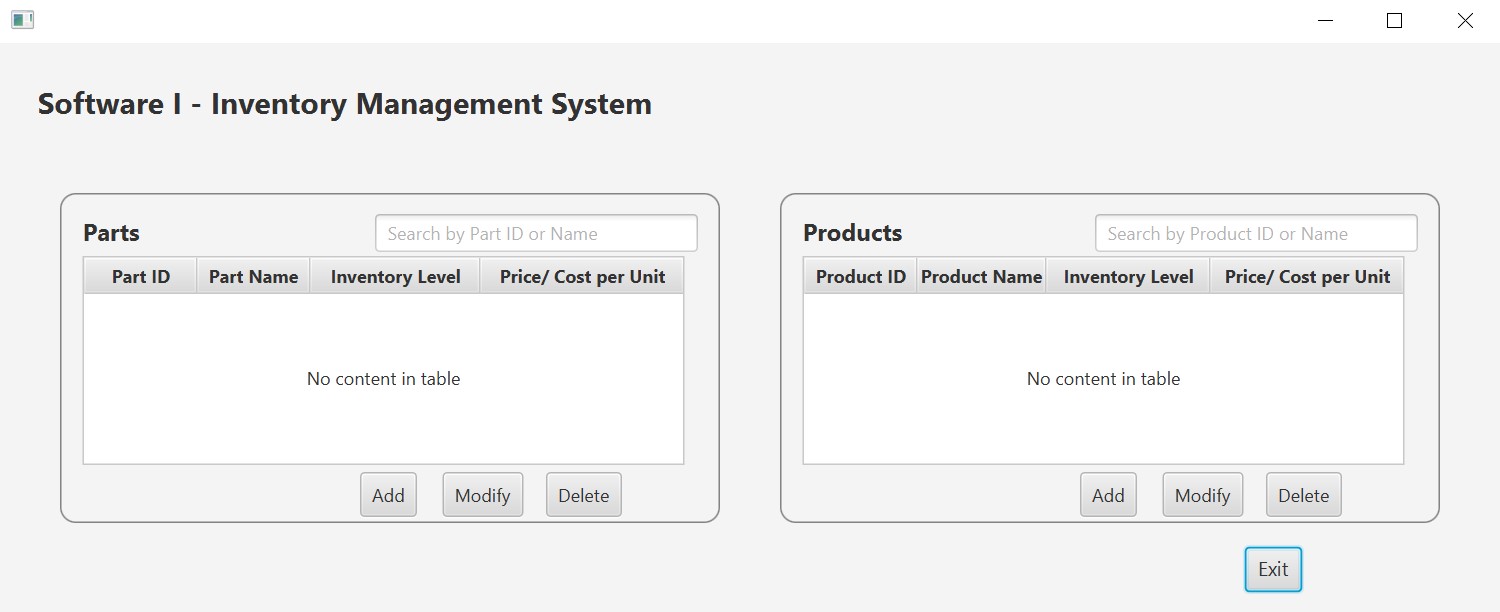 Software I - Inventory Management System
Parts
Search by Part ID or Name
Part ID Part Name Inventory Level Price/ Cost per Unit
No content in table
Add Modify Delete
Products
Search by Product ID or Name
Product ID Product Name Inventory Level Price/ Cost per Unit
No content in table
Add Modify Delete
Exit